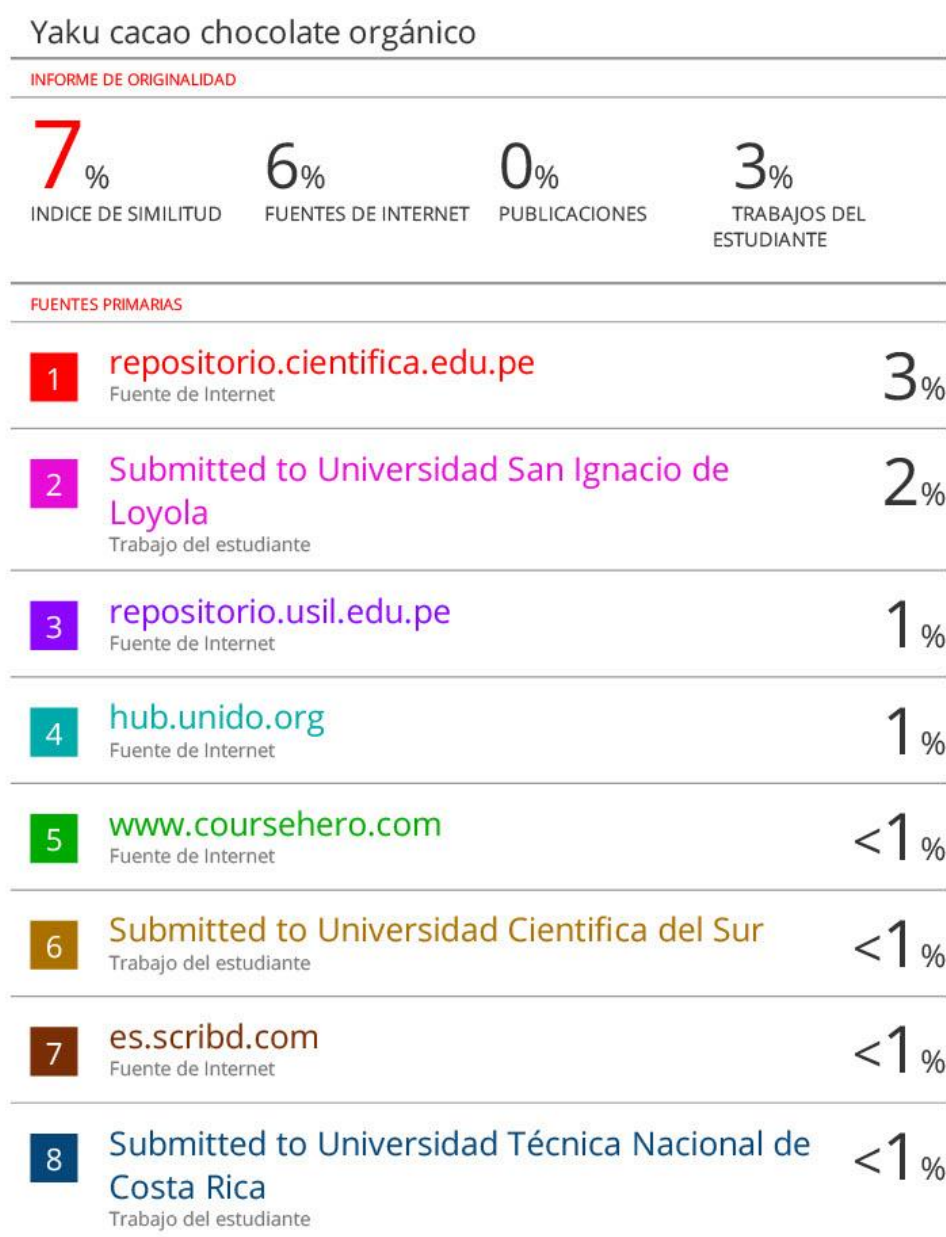 Yaku cacao chocolate orgánico
INFORME DE ORIGINALIDAD
7%
6%
0%
3%
INDICE DE SIMILITUD
FUENTES DE INTERNET
PUBLICACIONES
TRABAJOS DEL
ESTUDIANTE
FUENTES PRIMARIAS
1
repositorio.cientifica.edu.pe
Fuente de Internet
3%
2
Submitted to Universidad San Ignacio de
Loyola
Trabajo del estudiante
2%
3
repositorio.usil.edu.pe
Fuente de Internet
1%
4
hub.unido.org
Fuente de Internet
1%
5
www.coursehero.com
Fuente de Internet
<1%
6
Submitted to Universidad Cientifica del Sur
Trabajo del estudiante
<1%
7
es.scribd.com
Fuente de Internet
<1%
8
Submitted to Universidad Técnica Nacional de
Costa Rica
Trabajo del estudiante
<1%